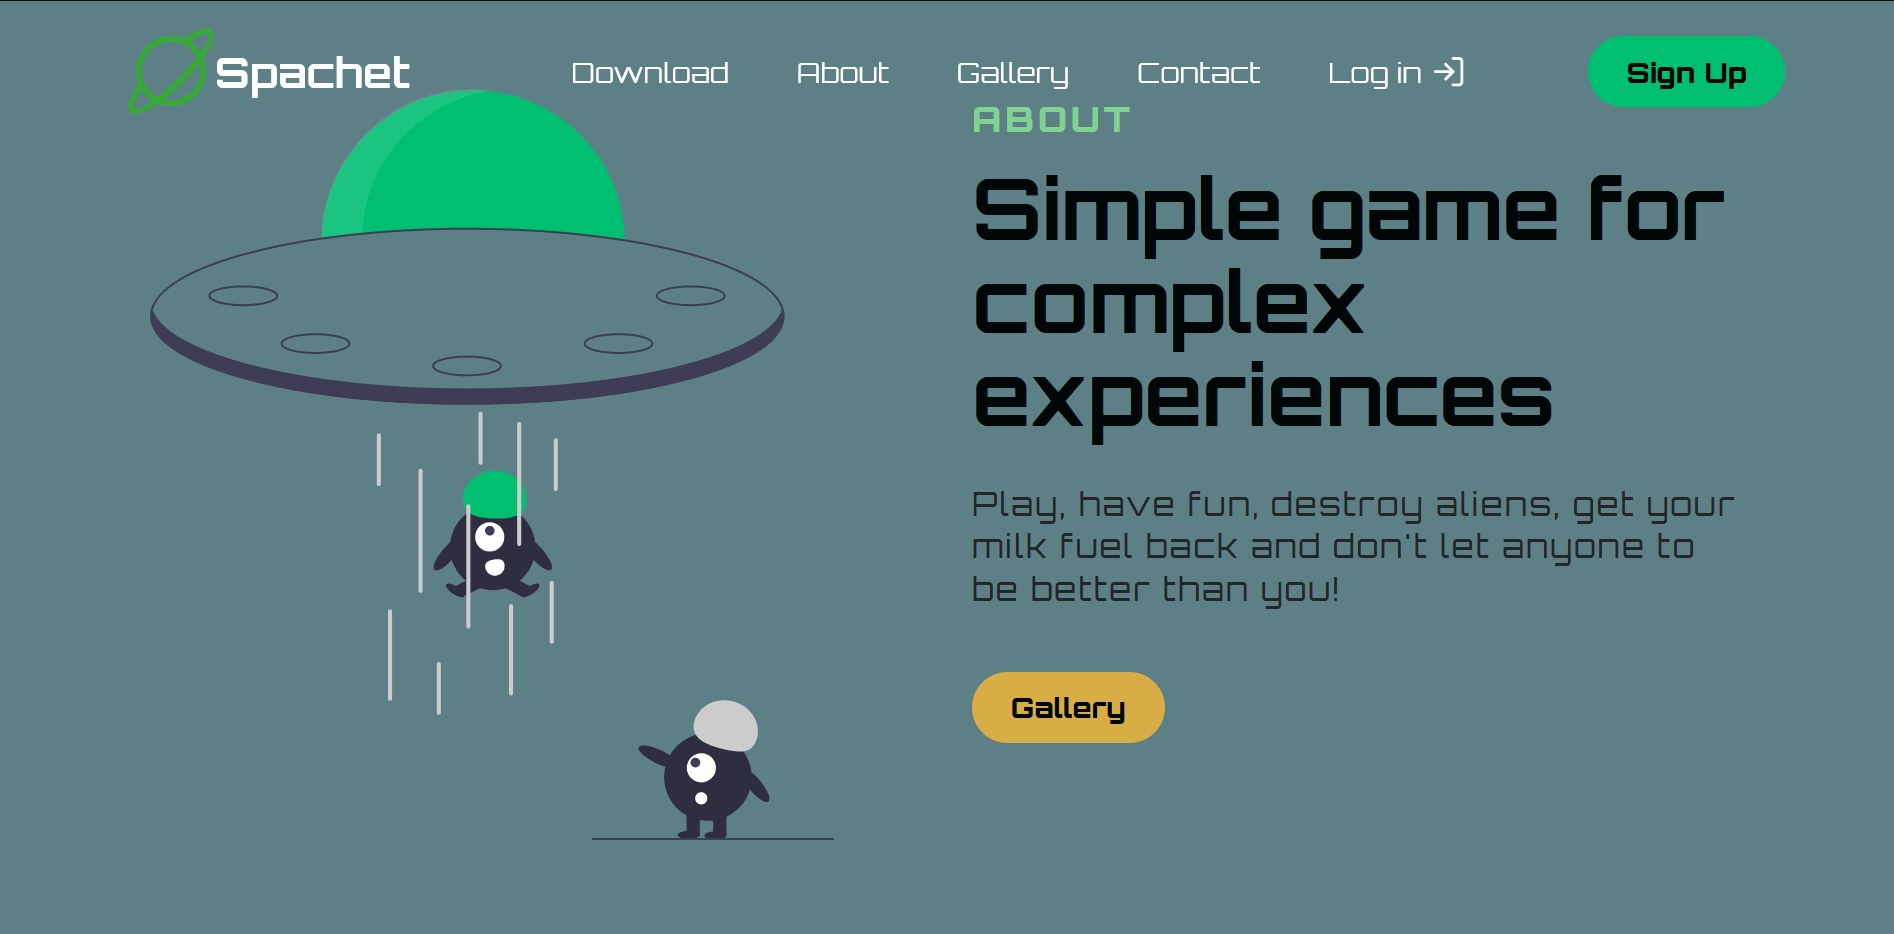 Spachet
Download About Gallery Contact Log in Sign Up
ABOUT
Simple game for
complex
experiences
Play, have fun, destroy aliens, get your
milk fuel back and don't let anyone to
be better than you!
Gallery